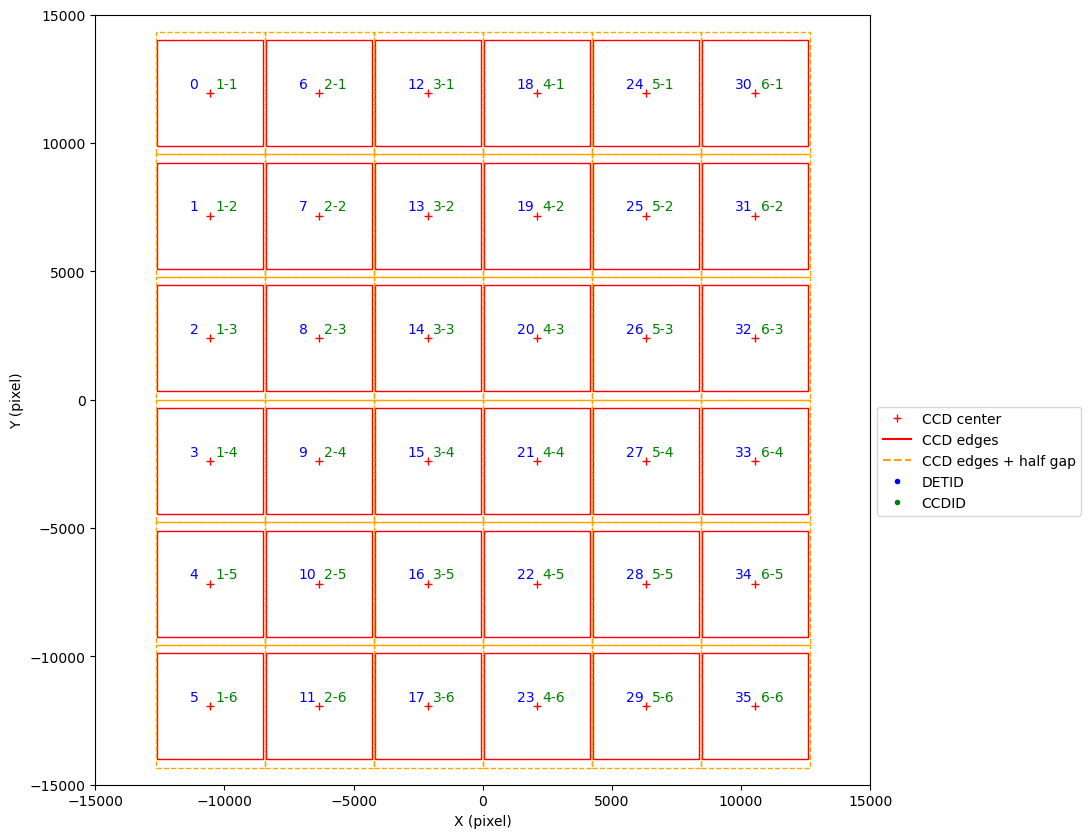 15000
0 1-1 6 2-1 12 3-1 18 4-1 24 5-1 30 6-1
10000
1 1-2 7 2-2 13 3-2 19 4-2 25 5-2 31 6-2
5000
2 1-3 8 2-3 14 3-3 20 4-3 26 5-3 32 6-3
Y (pixel)
0
3 1-4 9 2-4 15 3-4 21 4-4 27 5-4 33 6-4
−5000
4 1-5 10 2-5 16 3-5 22 4-5 28 5-5 34 6-5
−10000
5 1-6 11 2-6 17 3-6 23 4-6 29 5-6 35 6-6
−15000
−15000 −10000 −5000 0 5000 10000 15000
X (pixel)
CCD center
CCD edges
CCD edges + half gap
DETID
CCDID